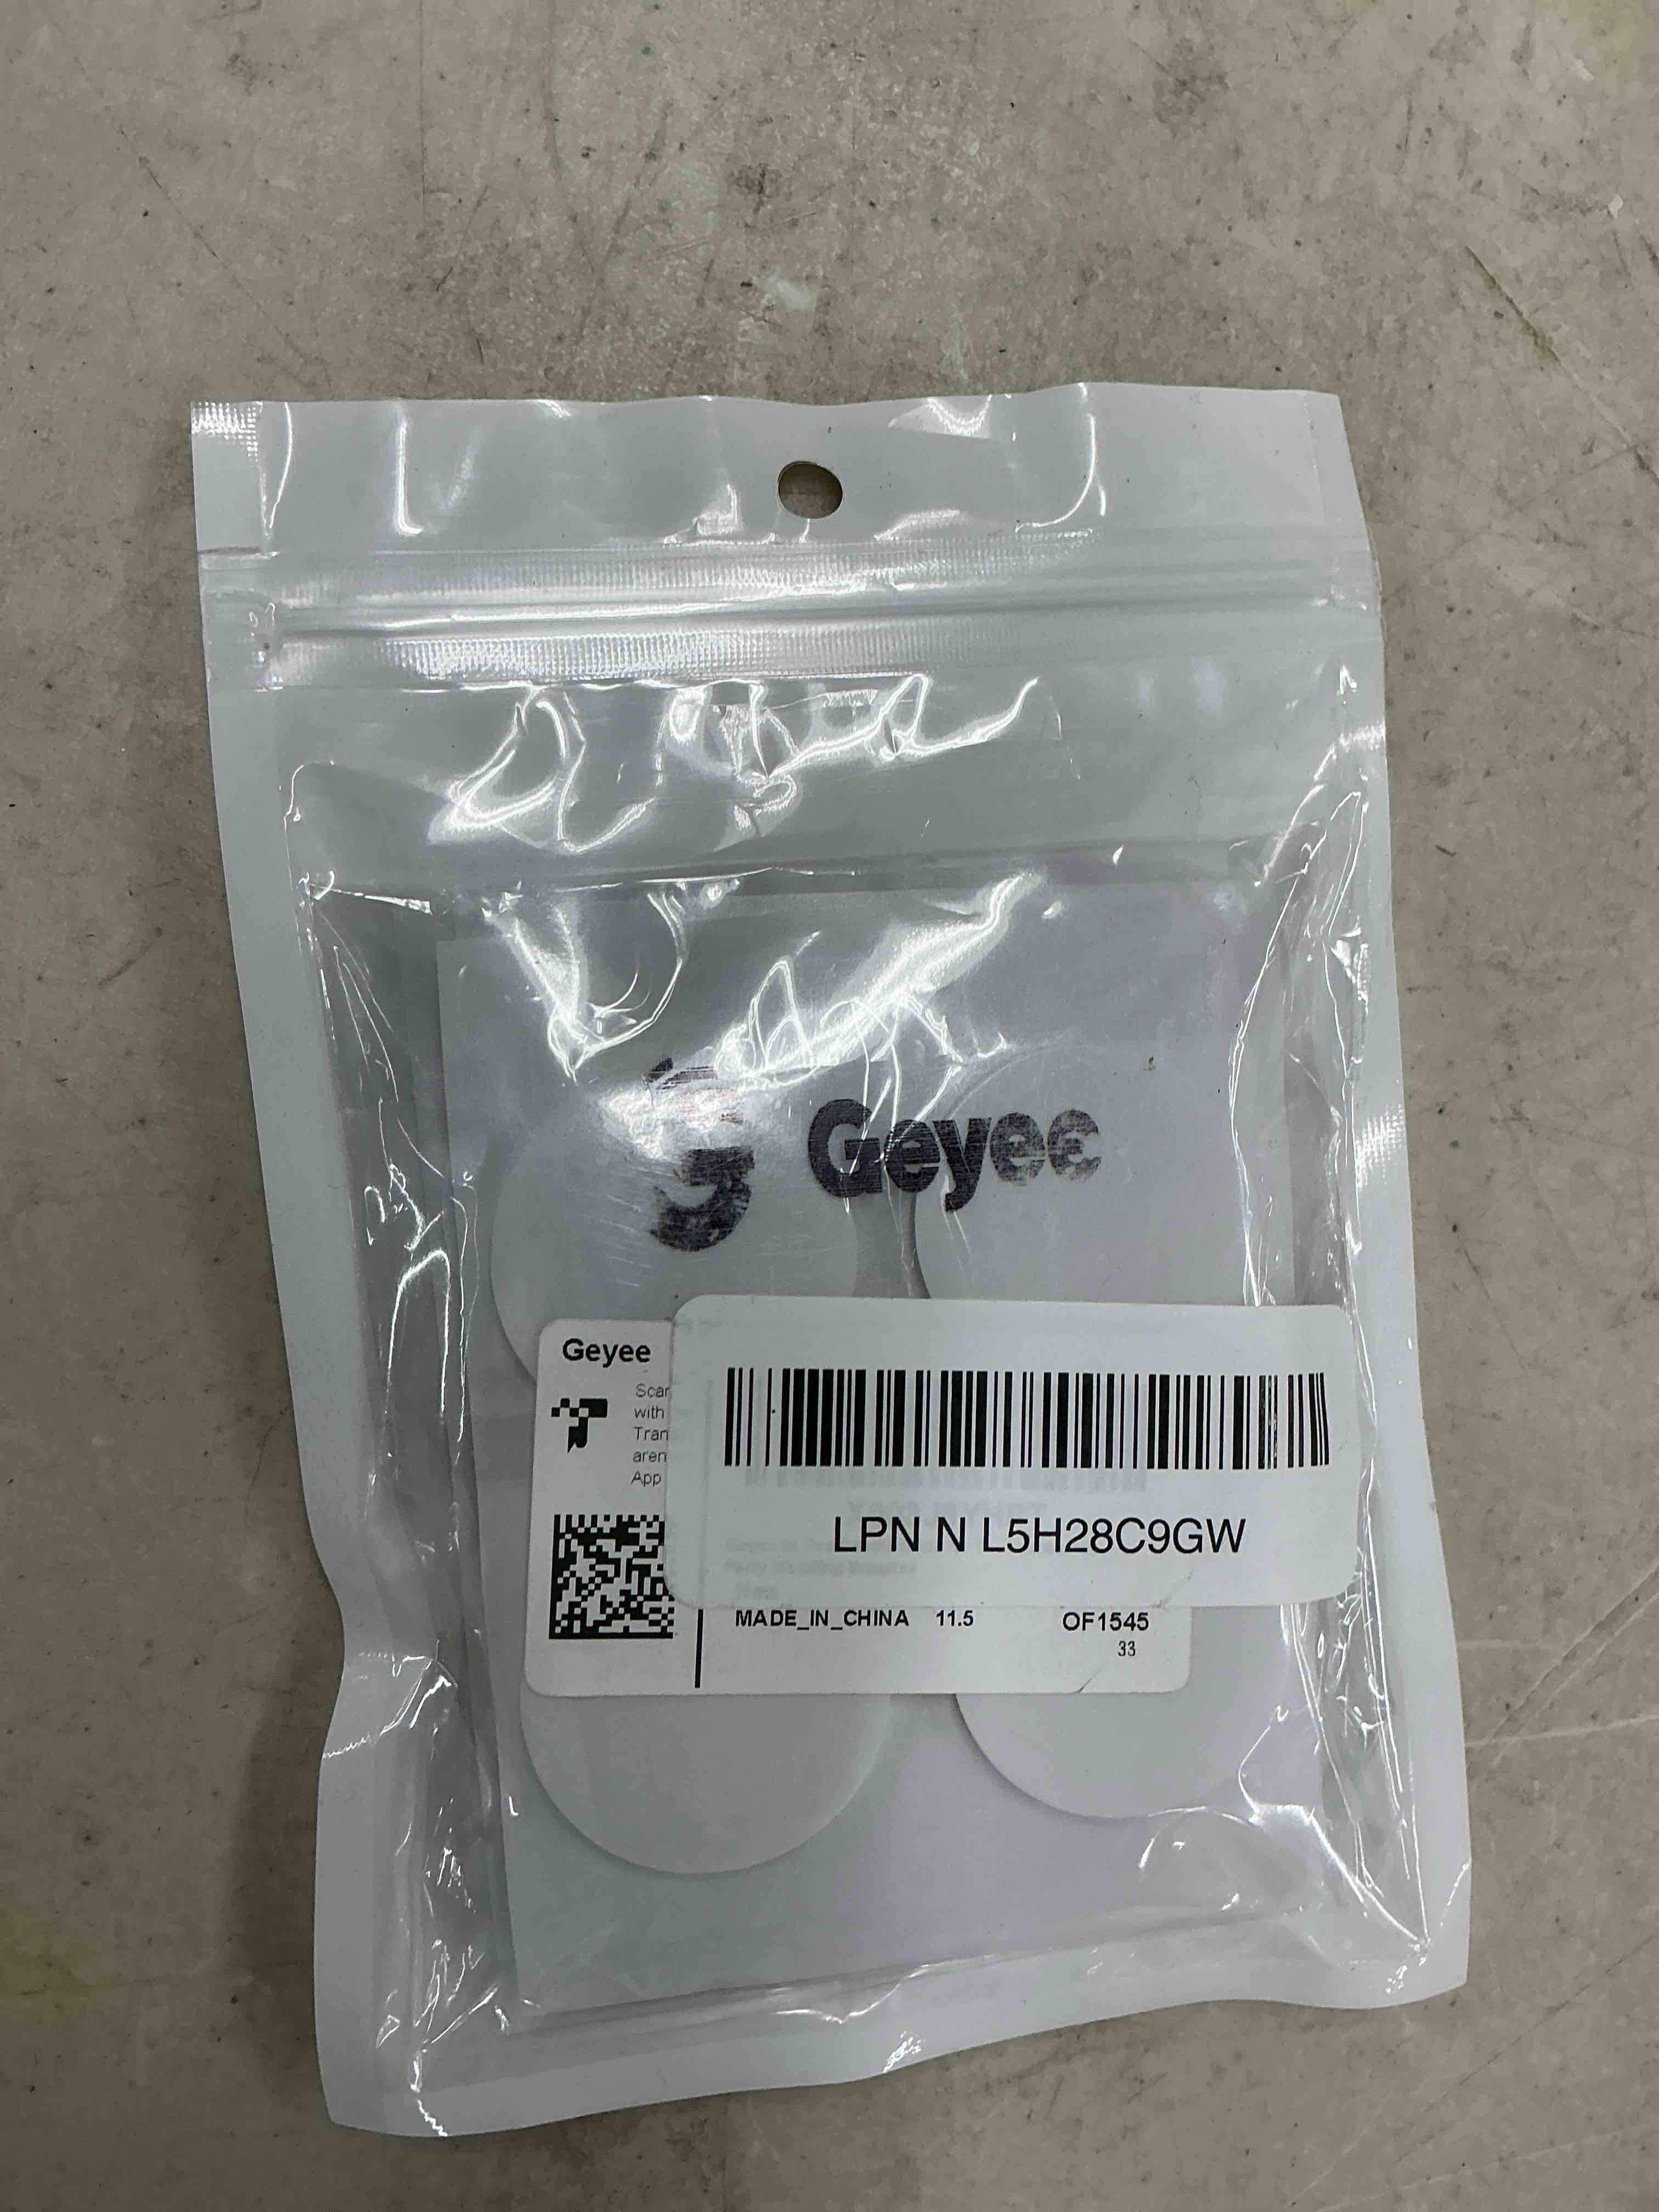 Geyee
Geyee
Scan
with
Tran
aren
App
LPN N L5H28C9GW
MADE_IN_CHINA 11.5 OF1545
33